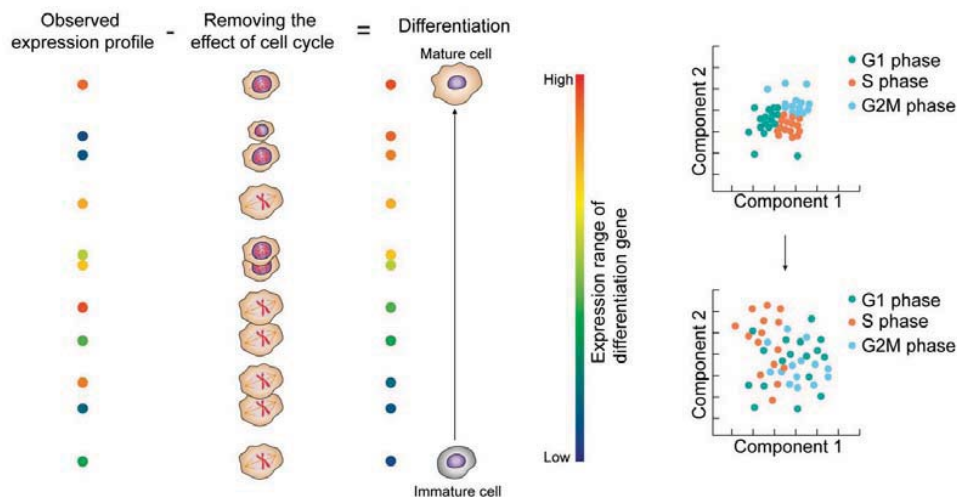 Observed
expression profile
-
Removing the
effect of cell cycle
=
Differentiation
Mature cell
High
Expression range of
differentiation gene
Low
Immature cell
Component 2
Component 1
G1 phase
S phase
G2M phase
Component 2
Component 1
G1 phase
S phase
G2M phase